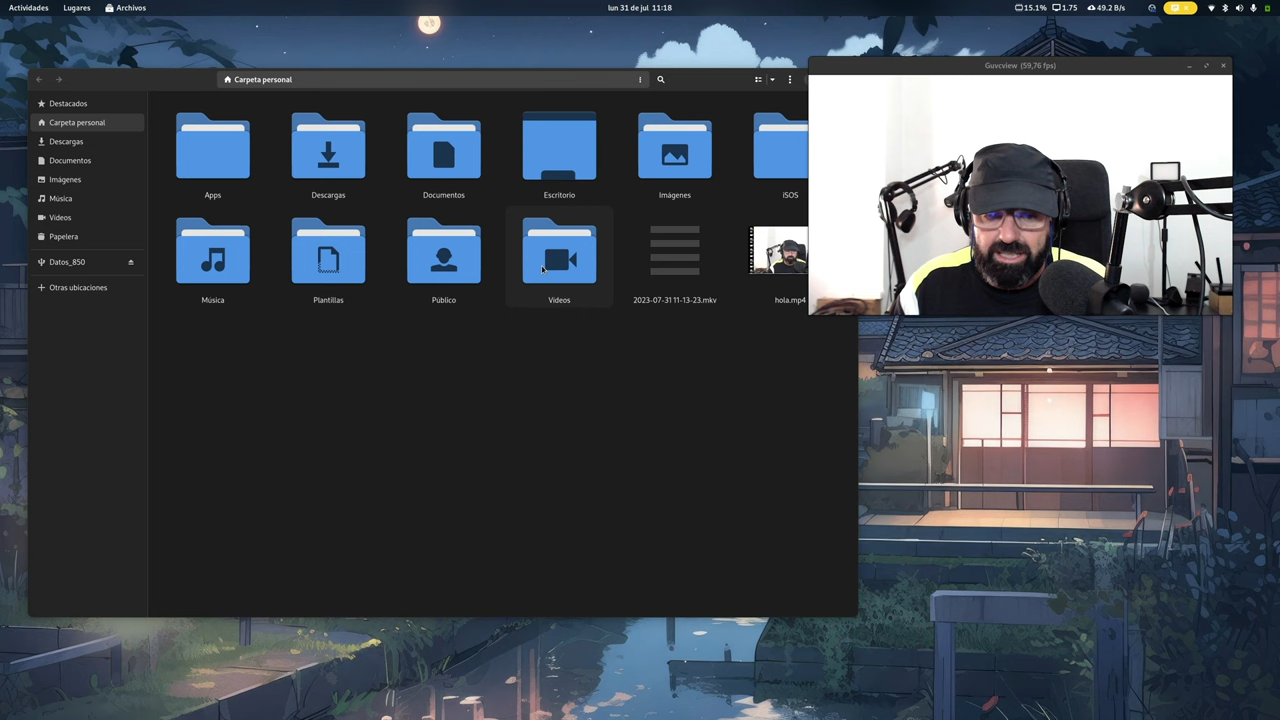 Actividades
Lugares
Archivos
lun 31 de jul 11:18
15.1%
1.75
49.2 B/s
Carpeta personal
Guvcview (59,76 fps)
Destacados
Carpeta personal
Descargas
Documentos
Imágenes
Música
Vídeos
Papelera
Datos_850
Otras ubicaciones
Apps
Descargas
Documentos
Escritorio
Imágenes
iSOS
Música
Plantillas
Público
Vídeos
2023-07-31 11-13-23.mkv
hola.mp4